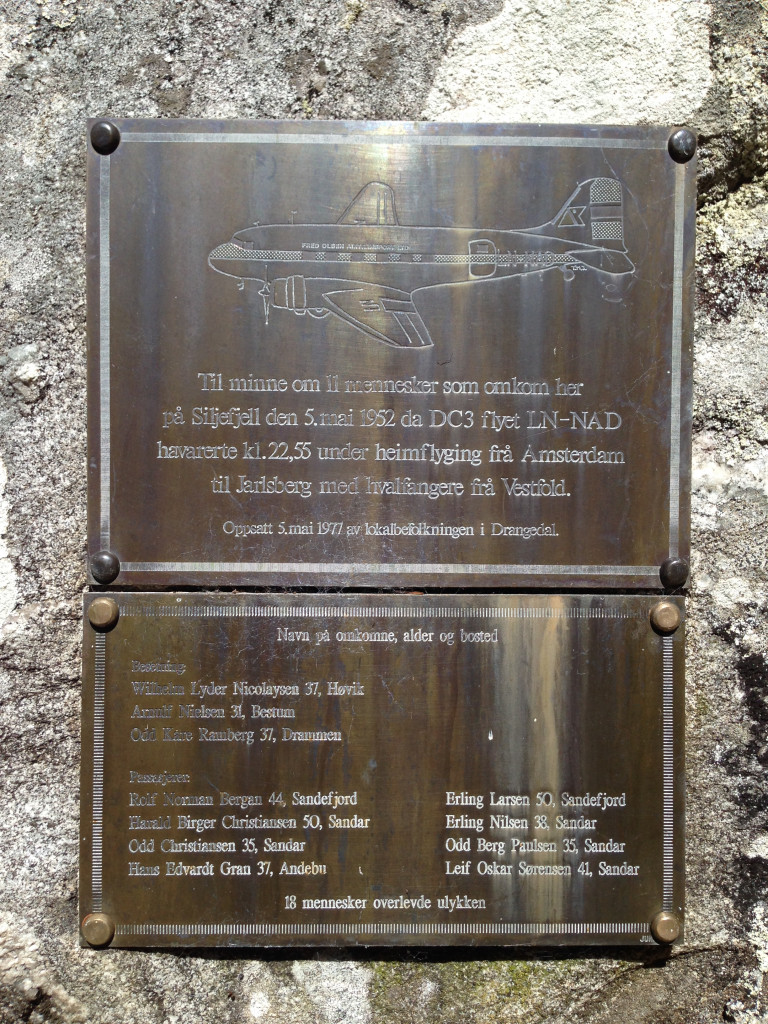 FRED OLSEN
Til minne om 11 mennesker som omkom her
på Siljefjell den 5.mai 1952 da DC3 flyet LN-NAD
havarerte kl.22,55 under heimflyging frå Amsterdam
til Jarlsberg med hvalfangere frå Vestfold.
Oppsatt 5.mai 1977 av lokalbefolkningen i Drangedal.
Navn på omkomne, alder og bosted
Besetning:
Wilhelm Lyder Nicolaysen 37, Høvik
Arnulf Nielsen 31, Bestum
Odd Kåre Ramberg 37, Drammen
Passasjerer:
Rolf Norman Bergan 44, Sandefjord
Harald Birger Christiansen 50, Sandar
Odd Christiansen 35, Sandar
Hans Edvardt Gran 37, Andebu
Erling Larsen 50, Sandefjord
Erling Nilsen 38, Sandar
Odd Berg Paulsen 35, Sandar
Leif Oskar Sørensen 41, Sandar
18 mennesker overlevde ulykken